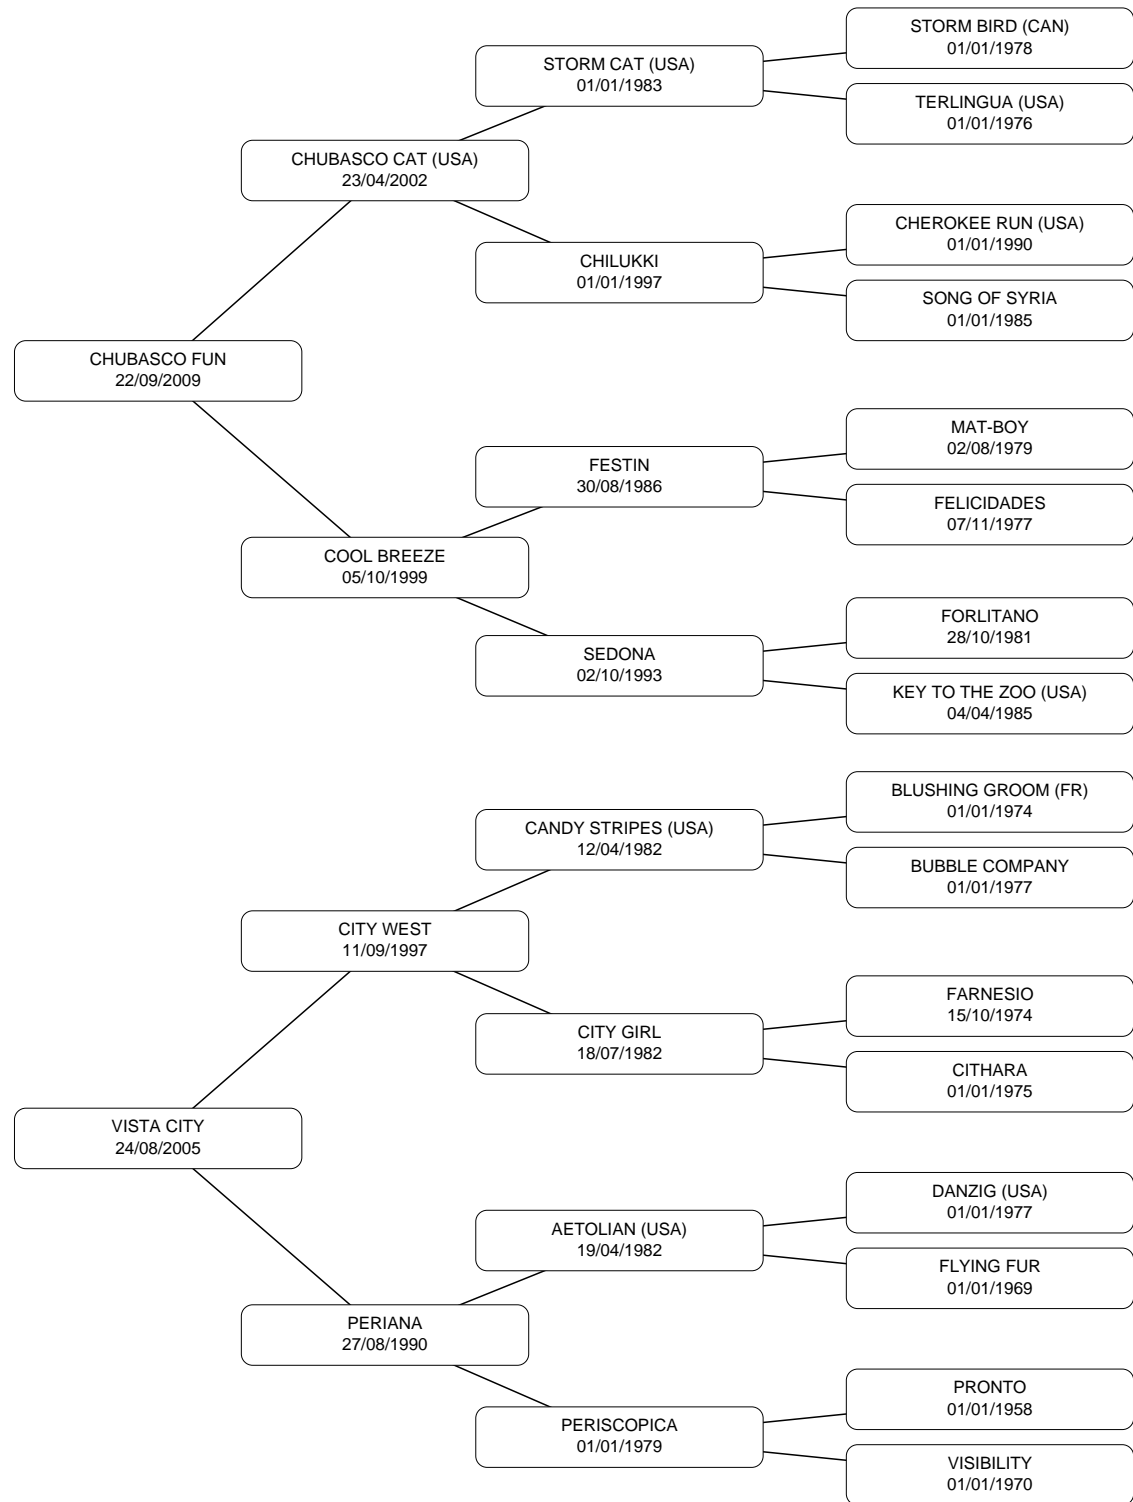 STORM BIRD (CAN)
01/01/1978
STORM CAT (USA)
01/01/1983
TERLINGUA (USA)
01/01/1976
CHUBASCO CAT (USA)
23/04/2002
CHEROKEE RUN (USA)
01/01/1990
CHILUKKI
01/01/1997
SONG OF SYRIA
01/01/1985
CHUBASCO FUN
22/09/2009
MAT-BOY
02/08/1979
FESTIN
30/08/1986
FELICIDADES
07/11/1977
COOL BREEZE
05/10/1999
FORLITANO
28/10/1981
SEDONA
02/10/1993
KEY TO THE ZOO (USA)
04/04/1985
BLUSHING GROOM (FR)
01/01/1974
CANDY STRIPES (USA)
12/04/1982
BUBBLE COMPANY
01/01/1977
CITY WEST
11/09/1997
FARNESIO
15/10/1974
CITY GIRL
18/07/1982
CITHARA
01/01/1975
VISTA CITY
24/08/2005
DANZIG (USA)
01/01/1977
AETOLIAN (USA)
19/04/1982
FLYING FUR
01/01/1969
PERIANA
27/08/1990
PRONTO
01/01/1958
PERISCOPICA
01/01/1979
VISIBILITY
01/01/1970